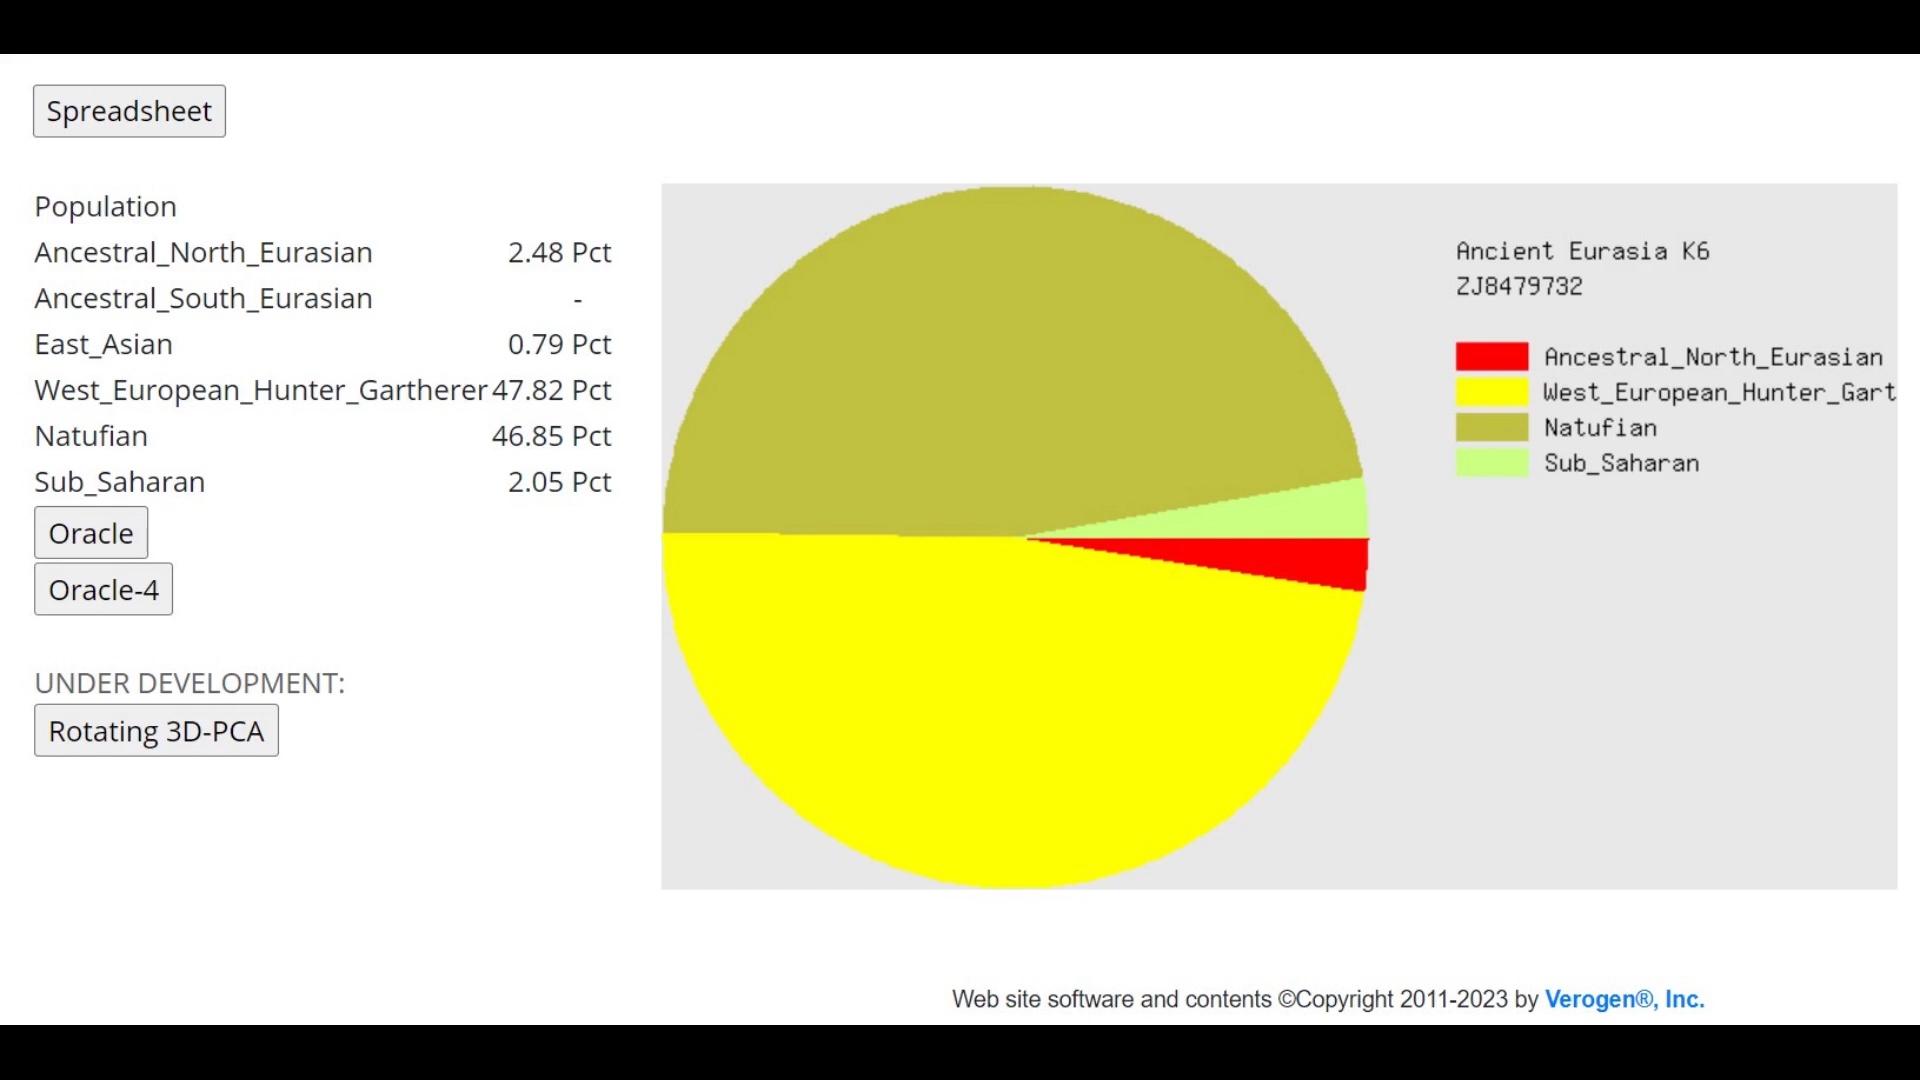 Spreadsheet
Population
Ancestral_North_Eurasian 2.48 Pct
Ancestral_South_Eurasian -
East_Asian 0.79 Pct
West_European_Hunter_Gartherer 47.82 Pct
Natufian 46.85 Pct
Sub_Saharan 2.05 Pct
Oracle
Oracle-4
UNDER DEVELOPMENT:
Rotating 3D-PCA
Ancient Eurasia K6
ZJ8479732
Ancestral_North_Eurasian
West_European_Hunter_Gart
Natufian
Sub_Saharan
Web site software and contents ©Copyright 2011-2023 by Verogen®, Inc.